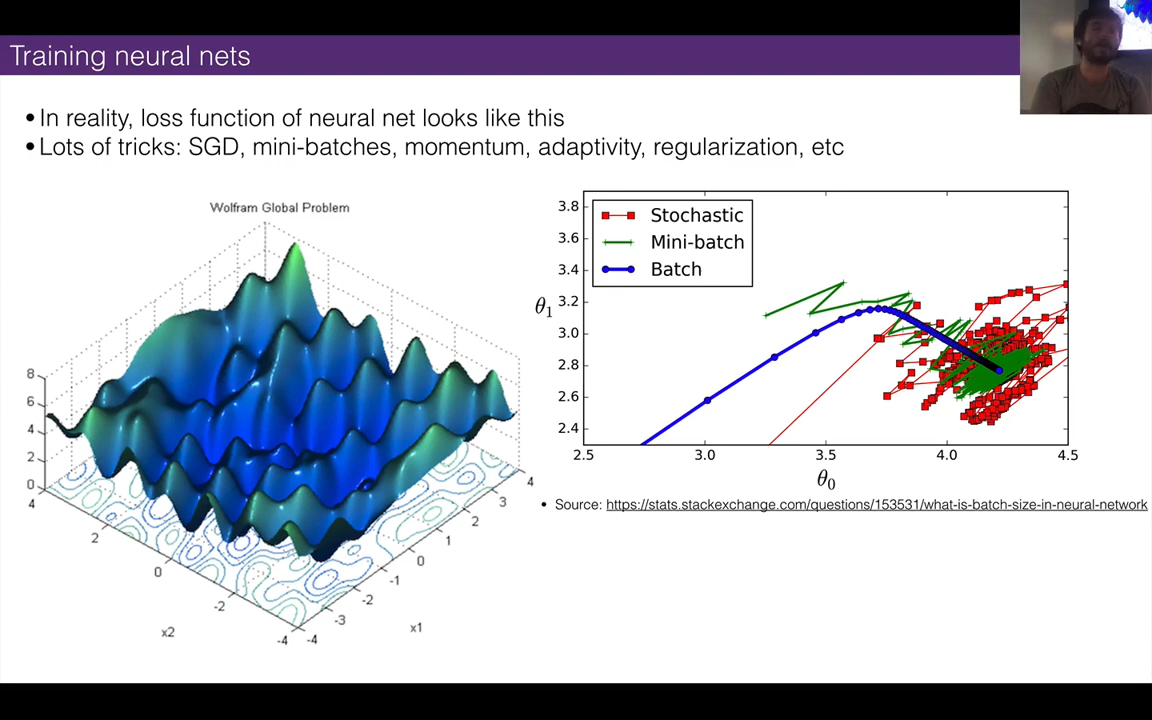 Training neural nets
•In reality, loss function of neural net looks like this
•Lots of tricks: SGD, mini-batches, momentum, adaptivity, regularization, etc
Wolfram Global Problem
8
6
4
2
0
4
2
0
-2
-4
x2
-4
-3
-2
-1
0
1
2
3
4
x1
Stochastic
Mini-batch
Batch
3.8
3.6
3.4
3.2
3.0
2.8
2.6
2.4
θ1
2.5 3.0 3.5 4.0 4.5
θ0
• Source: https://stats.stackexchange.com/questions/153531/what-is-batch-size-in-neural-network